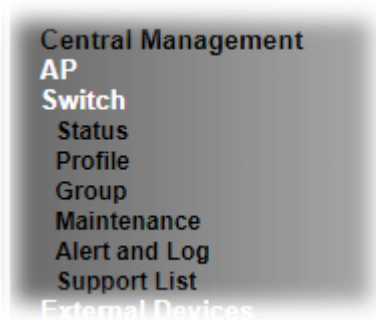 Central Management
AP
Switch
Status
Profile
Group
Maintenance
Alert and Log
Support List
External Devices